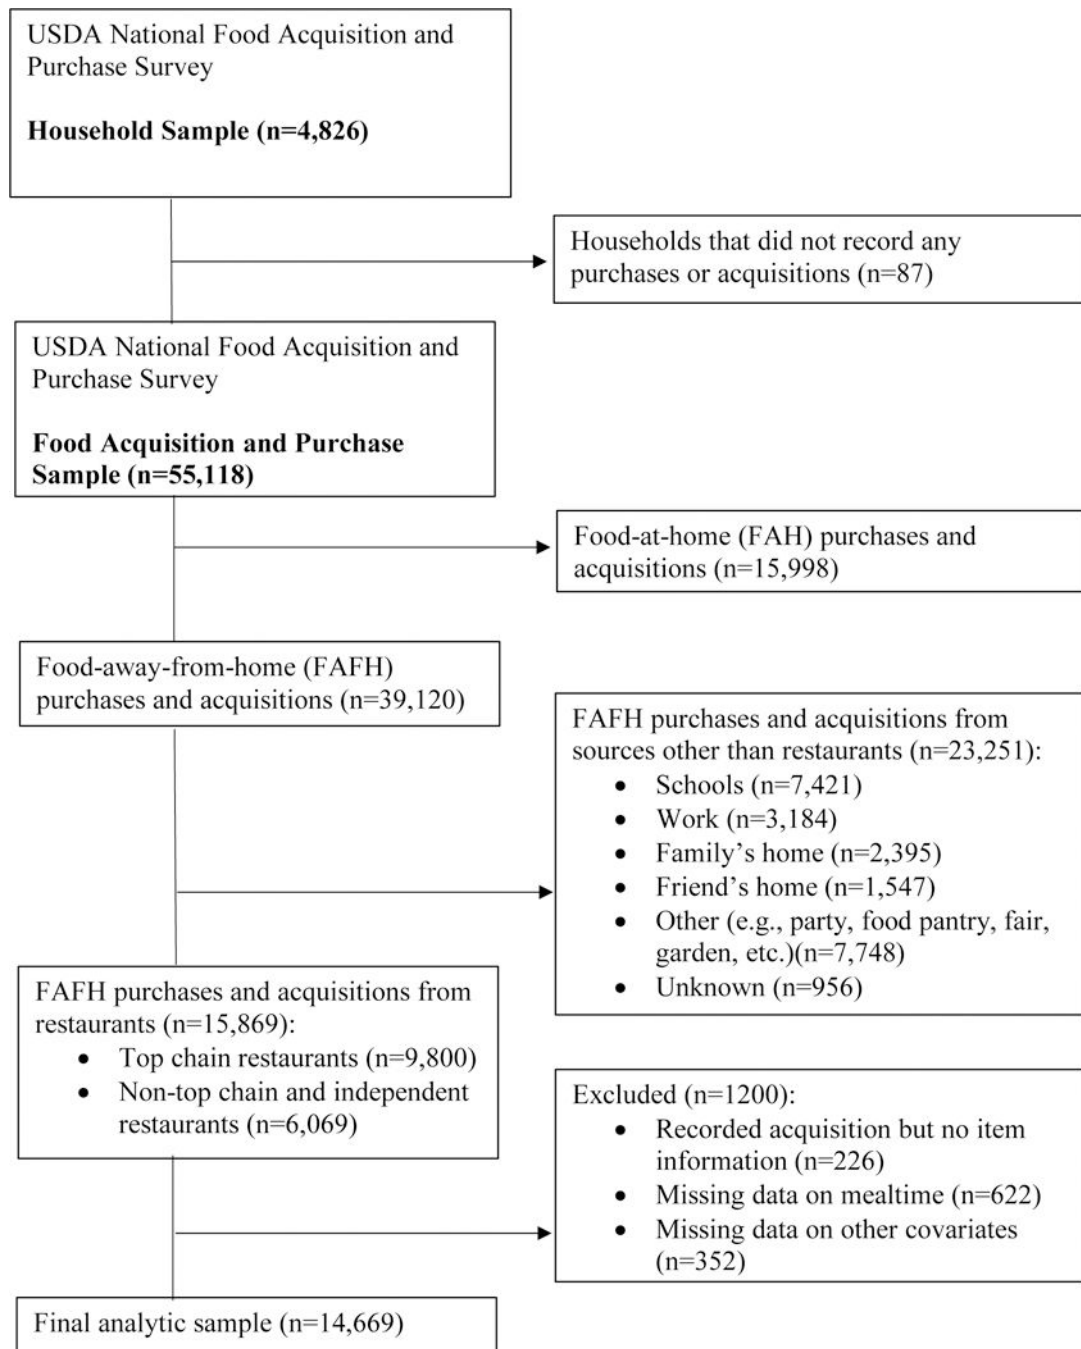 USDA National Food Acquisition and
Purchase Survey
Household Sample (n=4,826)
Households that did not record any
purchases or acquisitions (n=87)
USDA National Food Acquisition and
Purchase Survey
Food Acquisition and Purchase
Sample (n=55,118)
Food-at-home (FAH) purchases and
acquisitions (n=15,998)
Food-away-from-home (FAFH)
purchases and acquisitions (n=39,120)
FAFH purchases and acquisitions from
sources other than restaurants (n=23,251):
• Schools (n=7,421)
• Work (n=3,184)
• Family's home (n=2,395)
• Friend's home (n=1,547)
• Other (e.g., party, food pantry, fair,
garden, etc.)(n=7,748)
• Unknown (n=956)
FAFH purchases and acquisitions from
restaurants (n=15,869):
• Top chain restaurants (n=9,800)
• Non-top chain and independent
restaurants (n=6,069)
Excluded (n=1200):
• Recorded acquisition but no item
information (n=226)
• Missing data on mealtime (n=622)
• Missing data on other covariates
(n=352)
Final analytic sample (n=14,669)